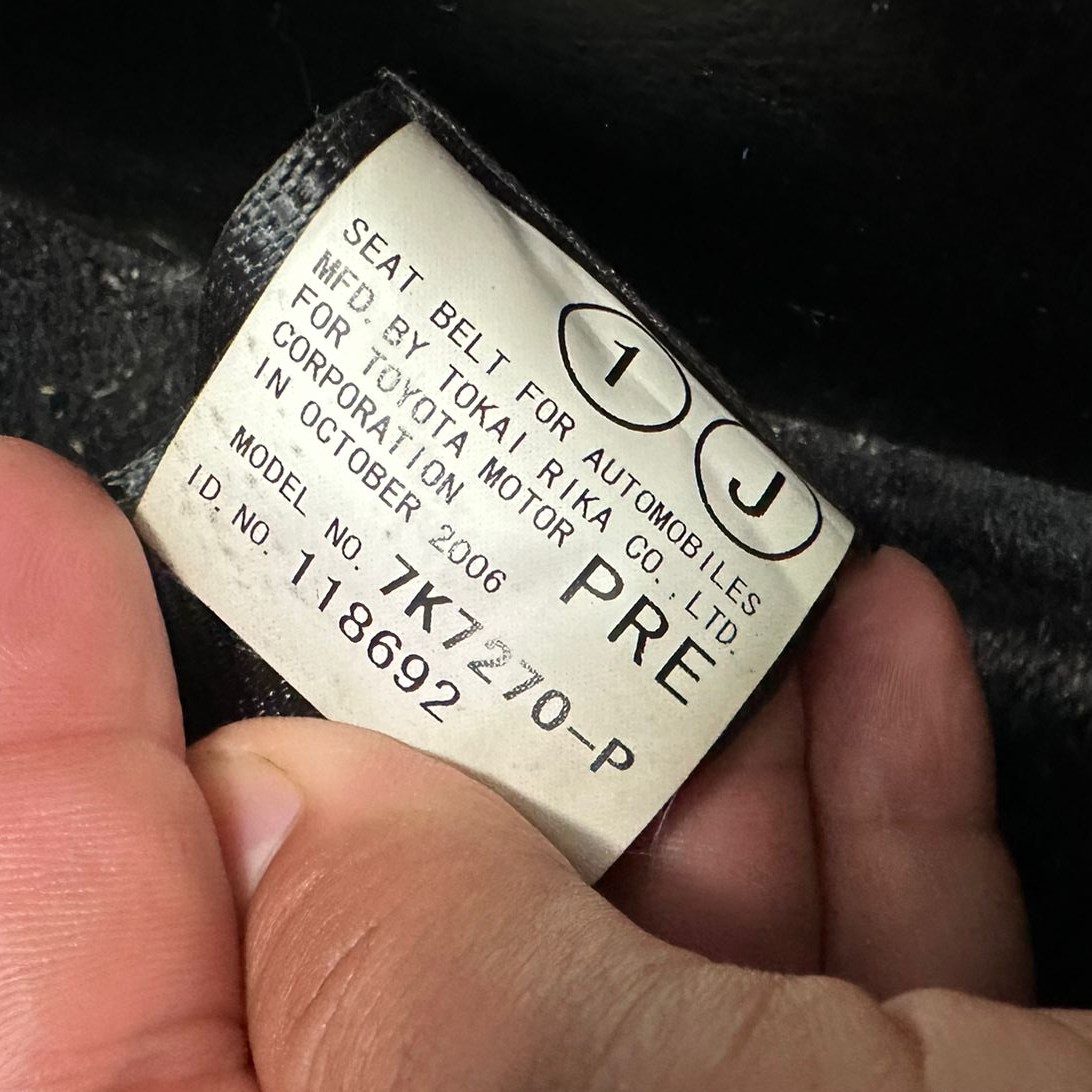 1 J
SEAT BELT FOR AUTOMOBILES
MFD. BY TOKAI RIKA CO., LTD.
FOR TOYOTA MOTOR
CORPORATION
IN OCTOBER 2006
PRE
MODEL NO. 7K7270-P
ID. NO. 118692